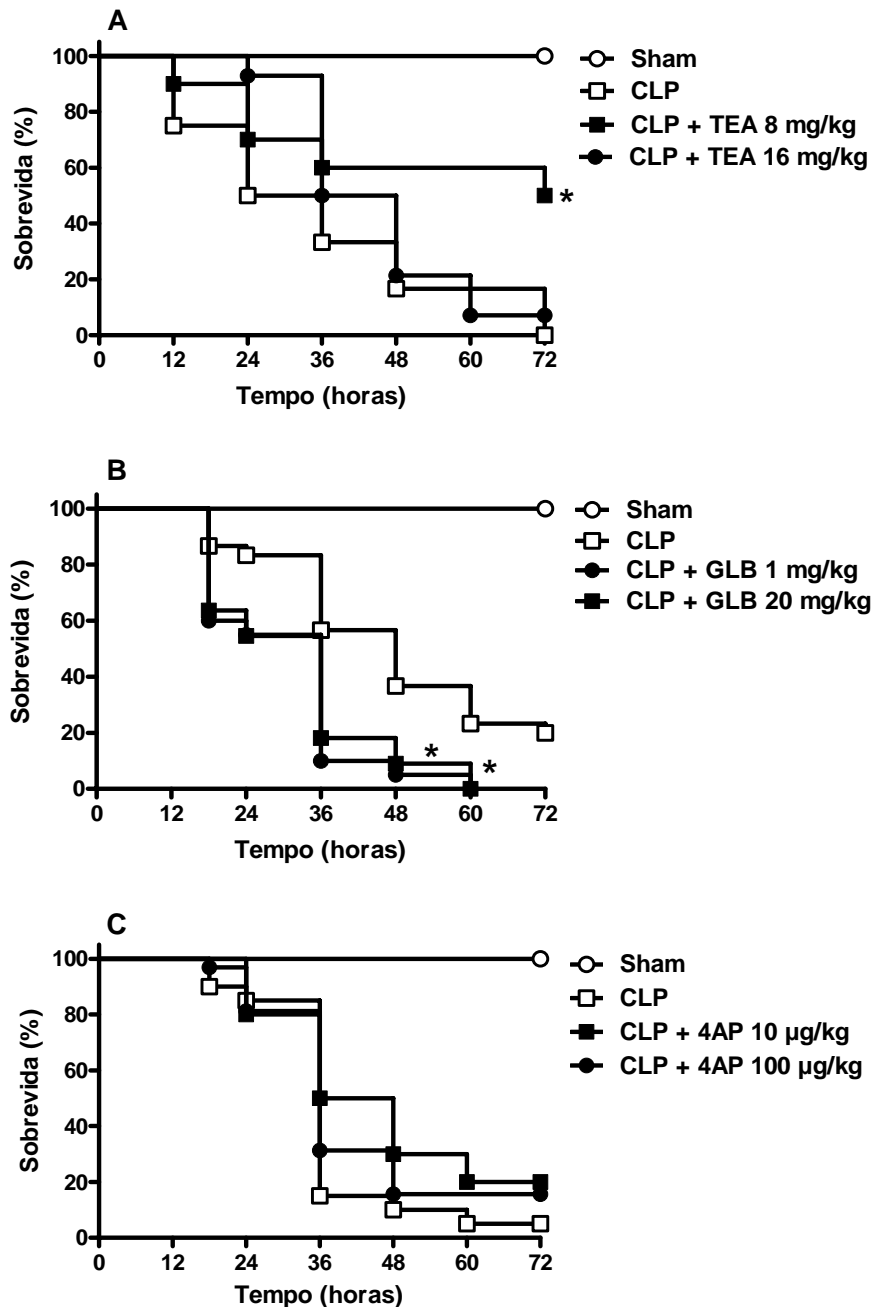 A
Sobrevida (%)
100
80
60
40
20
0
0 12 24 36 48 60 72
Tempo (horas)
*
Sham
CLP
CLP + TEA 8 mg/kg
CLP + TEA 16 mg/kg
B
Sobrevida (%)
100
80
60
40
20
0
0 12 24 36 48 60 72
Tempo (horas)
* *
Sham
CLP
CLP + GLB 1 mg/kg
CLP + GLB 20 mg/kg
C
Sobrevida (%)
100
80
60
40
20
0
0 12 24 36 48 60 72
Tempo (horas)
Sham
CLP
CLP + 4AP 10 µg/kg
CLP + 4AP 100 µg/kg